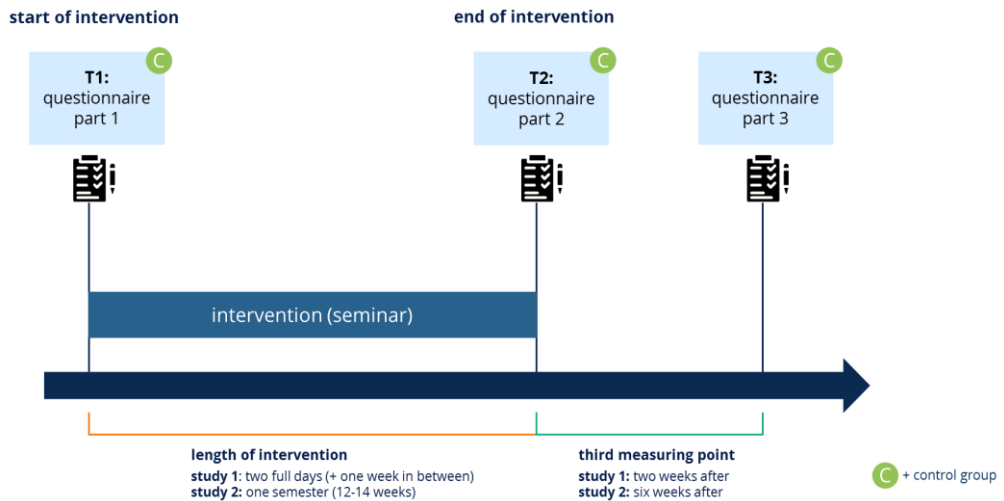 start of intervention
end of intervention
C
T1:
questionnaire
part 1
C
T2:
questionnaire
part 2
C
T3:
questionnaire
part 3
intervention (seminar)
length of intervention
study 1: two full days (+ one week in between)
study 2: one semester (12-14 weeks)
third measuring point
study 1: two weeks after
study 2: six weeks after
C + control group